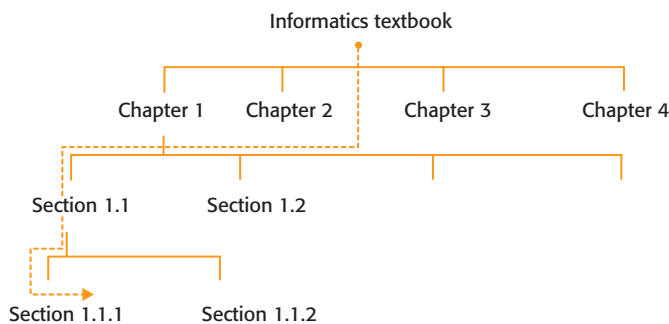 Informatics textbook
Chapter 1 Chapter 2 Chapter 3 Chapter 4
Section 1.1 Section 1.2
Section 1.1.1 Section 1.1.2